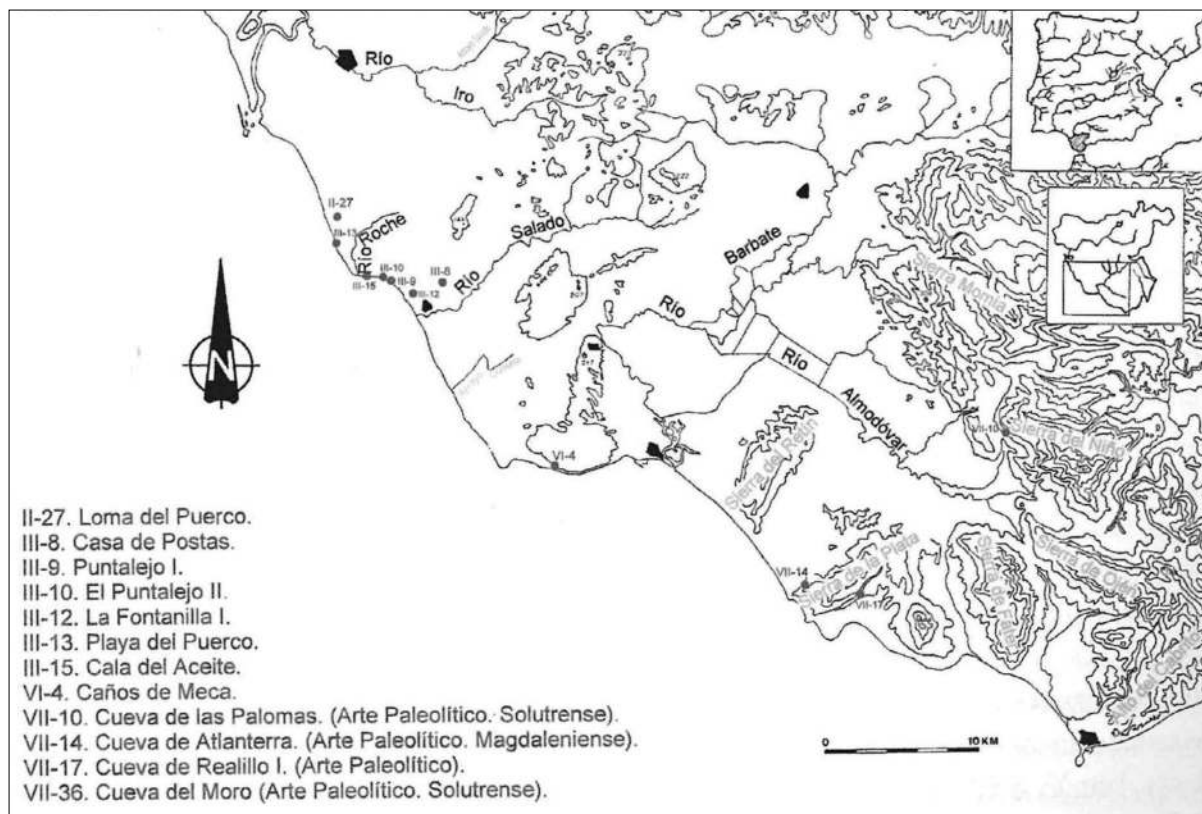 Río
Iro
II-27
III-13
Río Roche
Salado
Río
III-10
III-15
III-9
III-8
III-12
Barbate
Río
Río
Almodóvar
Sierra Momia
VII-10
Sierra del Niño
Sierra del Retín
VI-4
N
VII-14
Sierra de la Plata
VII-17
Sierra de Fates
Sierra de Ojén
II-27. Loma del Puerco.
III-8. Casa de Postas.
III-9. Puntalejo I.
III-10. El Puntalejo II.
III-12. La Fontanilla I.
III-13. Playa del Puerco.
III-15. Cala del Aceite.
VI-4. Caños de Meca.
VII-10. Cueva de las Palomas. (Arte Paleolítico. Solutrense).
VII-14. Cueva de Atlanterra. (Arte Paleolítico. Magdaleniense).
VII-17. Cueva de Realillo I. (Arte Paleolítico).
VII-36. Cueva del Moro (Arte Paleolítico. Solutrense).
0 10 KM